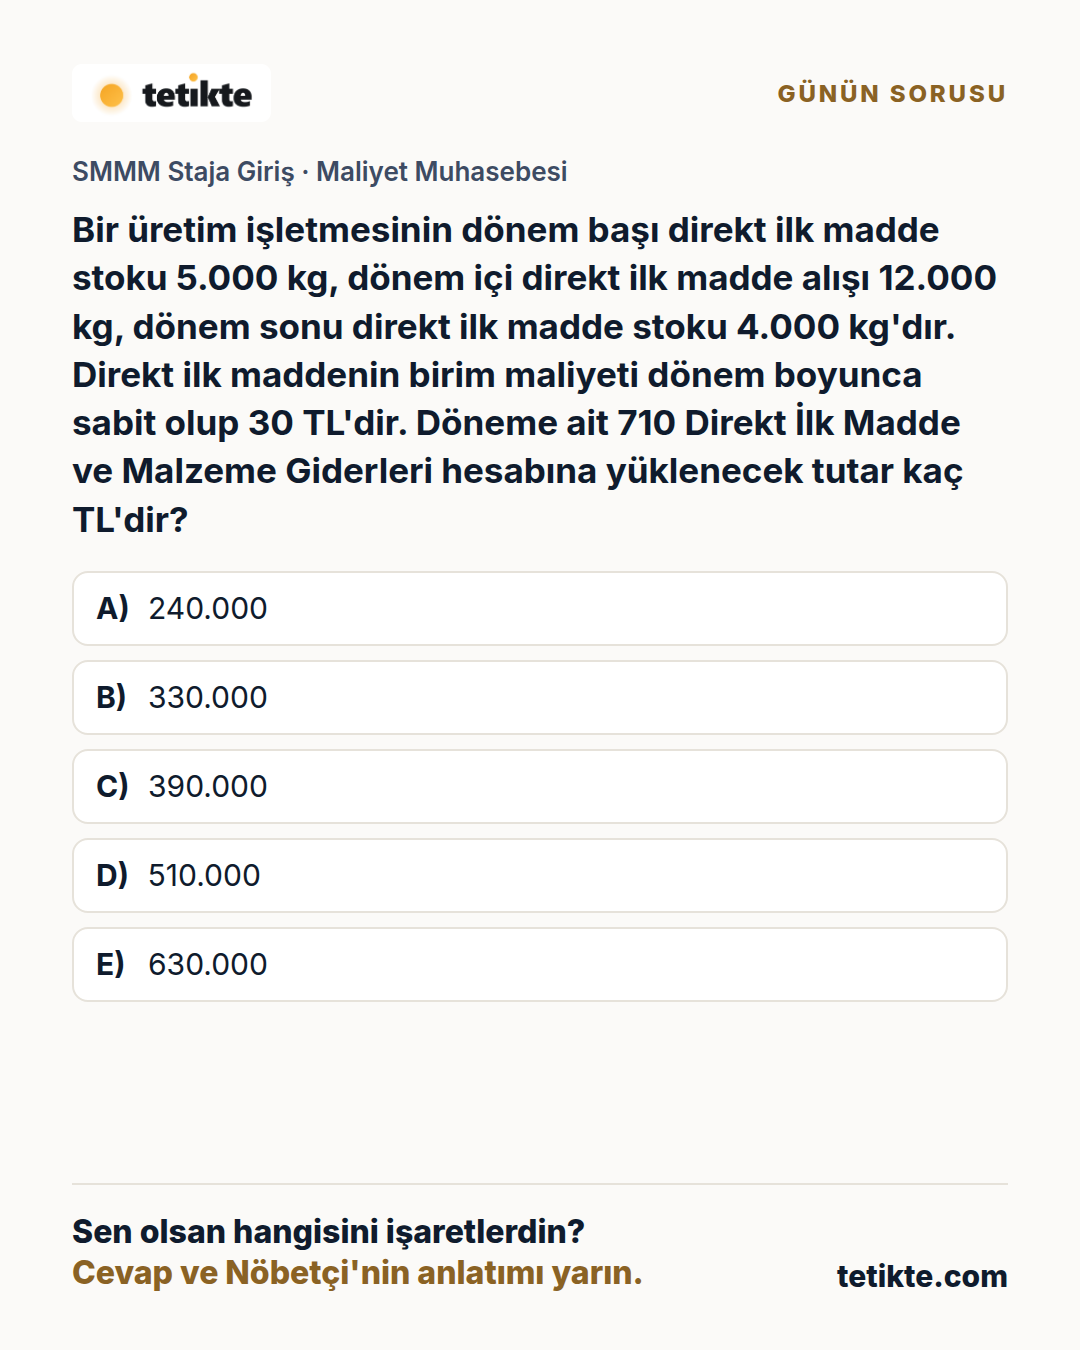 tetikte
GÜNÜN SORUSU
SMMM Staja Giriş · Maliyet Muhasebesi
Bir üretim işletmesinin dönem başı direkt ilk madde
stoku 5.000 kg, dönem içi direkt ilk madde alışı 12.000
kg, dönem sonu direkt ilk madde stoku 4.000 kg'dır.
Direkt ilk maddenin birim maliyeti dönem boyunca
sabit olup 30 TL'dir. Döneme ait 710 Direkt İlk Madde
ve Malzeme Giderleri hesabına yüklenecek tutar kaç
TL'dir?
A) 240.000
B) 330.000
C) 390.000
D) 510.000
E) 630.000
Sen olsan hangisini işaretlerdin?
Cevap ve Nöbetçi'nin anlatımı yarın.
tetikte.com